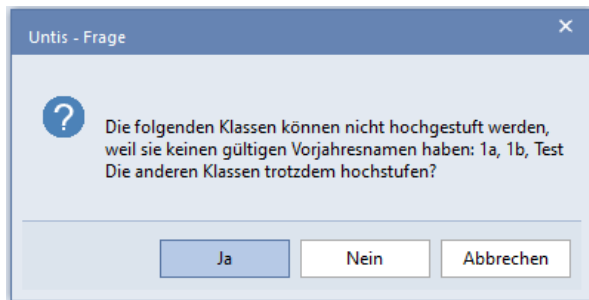 Untis - Frage
Die folgenden Klassen können nicht hochgestuft werden,
weil sie keinen gültigen Vorjahresnamen haben: 1a, 1b, Test
Die anderen Klassen trotzdem hochstufen?
Ja
Nein
Abbrechen